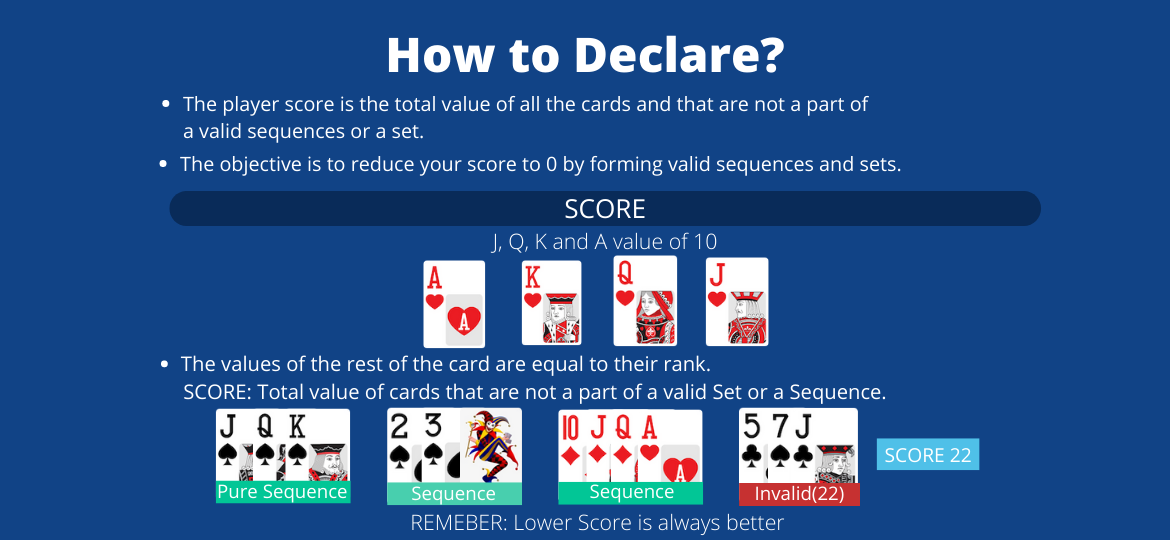 How to Declare?
• The player score is the total value of all the cards and that are not a part of
a valid sequences or a set.
• The objective is to reduce your score to 0 by forming valid sequences and sets.
SCORE
J, Q, K and A value of 10
A A K Q J
• The values of the rest of the card are equal to their rank.
SCORE: Total value of cards that are not a part of a valid Set or a Sequence.
J Q K 2 3 10 J Q A A 5 7 J
Pure Sequence Sequence Sequence Invalid(22) SCORE 22
REMEBER: Lower Score is always better